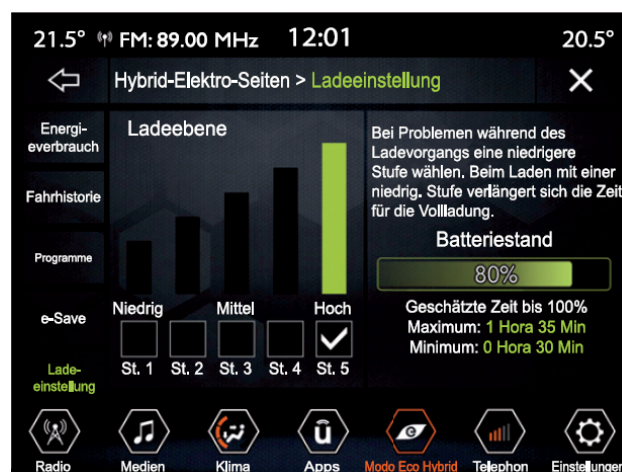 21.5° FM: 89.00 MHz 12:01 20.5°
Hybrid-Elektro-Seiten > Ladeeinstellung
Energi-
everbrauch
Fahrhistorie
Programme
e-Save
Lade-
einstellung
Ladeebene
Niedrig Mittel Hoch
St. 1 St. 2 St. 3 St. 4 St. 5
Bei Problemen während des
Ladevorgangs eine niedrigere
Stufe wählen. Beim Laden mit einer
niedrig. Stufe verlängert sich die Zeit
für die Vollladung.
Batteriestand
80%
Geschätzte Zeit bis 100%
Maximum: 1 Hora 35 Min
Minimum: 0 Hora 30 Min
Radio Medien Klima Apps Modo Eco Hybrid Telephon Einstellungen